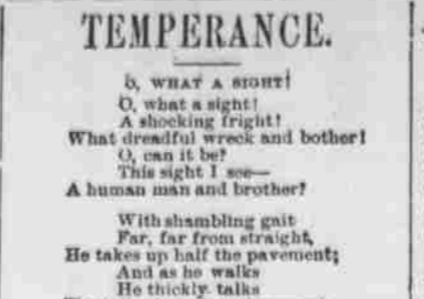 TEMPERANCE.
O, WHAT A SIGHT!
O, what a sight!
A shocking fright!
What dreadful wreck and bother!
O, can it be?
This sight I see—
A human man and brother?
With shambling gait
Far, far from straight,
He takes up half the pavement;
And as he walks
He thickly talks